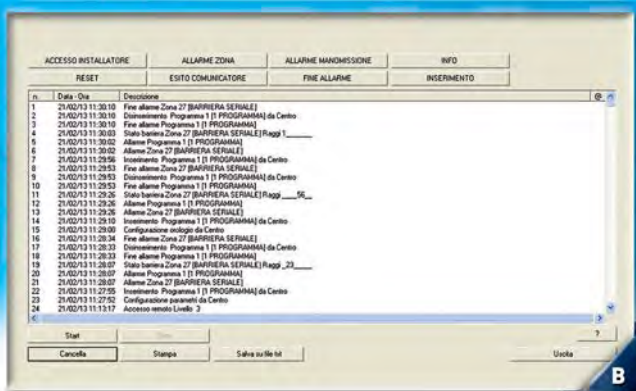 ACCESSO INSTALLATORE ALLARME ZONA ALLARME MANOMISSIONE INFO
RESET ESITO COMUNICATORE FINE ALLARME INSERIMENTO
n. Data - Ora Descrizione @
1 21/02/13 11:30:10 Fine allarme Zona 27 [BARRIERA SERIALE]
2 21/02/13 11:30:10 Disinserimento Programma 1 [1 PROGRAMMA] da Centro
3 21/02/13 11:30:10 Fine allarme Programma 1 [1 PROGRAMMA]
4 21/02/13 11:30:03 Stato barriera Zona 27 [BARRIERA SERIALE] Raggi 1_______
5 21/02/13 11:30:02 Allarme Programma 1 [1 PROGRAMMA]
6 21/02/13 11:30:02 Allarme Zona 27 [BARRIERA SERIALE]
7 21/02/13 11:29:56 Inserimento Programma 1 [1 PROGRAMMA] da Centro
8 21/02/13 11:29:53 Fine allarme Zona 27 [BARRIERA SERIALE]
9 21/02/13 11:29:53 Disinserimento Programma 1 [1 PROGRAMMA] da Centro
10 21/02/13 11:29:53 Fine allarme Programma 1 [1 PROGRAMMA]
11 21/02/13 11:29:26 Stato barriera Zona 27 [BARRIERA SERIALE] Raggi ____56__
12 21/02/13 11:29:26 Allarme Programma 1 [1 PROGRAMMA]
13 21/02/13 11:29:26 Allarme Zona 27 [BARRIERA SERIALE]
14 21/02/13 11:29:10 Inserimento Programma 1 [1 PROGRAMMA] da Centro
15 21/02/13 11:29:00 Configurazione orologio da Centro
16 21/02/13 11:28:34 Fine allarme Zona 27 [BARRIERA SERIALE]
17 21/02/13 11:28:33 Disinserimento Programma 1 [1 PROGRAMMA] da Centro
18 21/02/13 11:28:33 Fine allarme Programma 1 [1 PROGRAMMA]
19 21/02/13 11:28:07 Stato barriera Zona 27 [BARRIERA SERIALE] Raggi _23_____
20 21/02/13 11:28:07 Allarme Programma 1 [1 PROGRAMMA]
21 21/02/13 11:28:07 Allarme Zona 27 [BARRIERA SERIALE]
22 21/02/13 11:27:55 Inserimento Programma 1 [1 PROGRAMMA] da Centro
23 21/02/13 11:27:52 Configurazione parametri da Centro
24 21/02/13 11:13:17 Accesso remoto Livello 3
Start ?
Cancella Stampa Salva su file txt Uscita
B